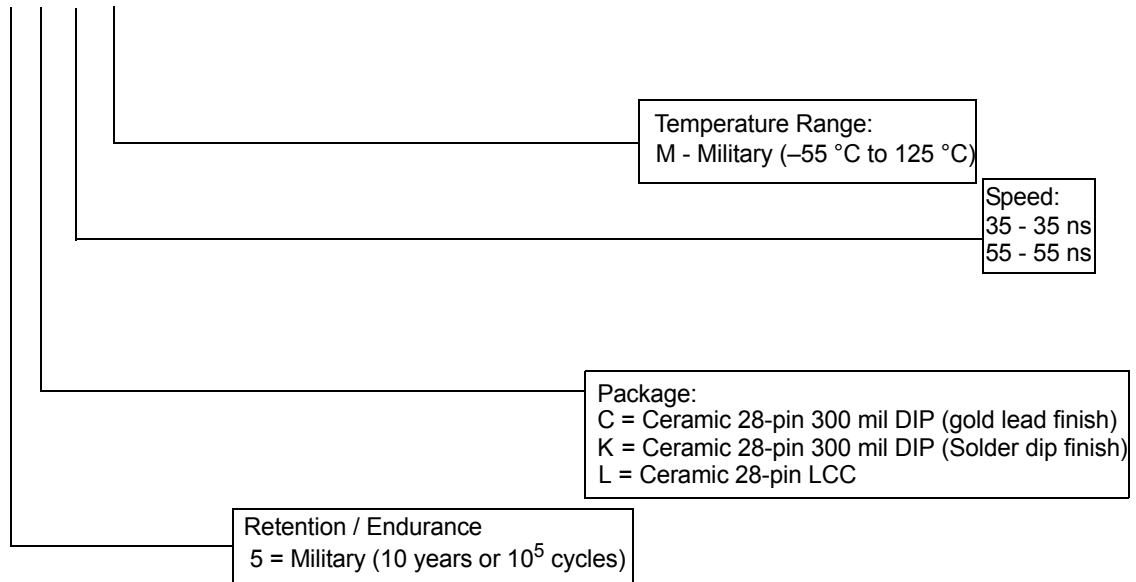 Temperature Range:
M - Military (–55 °C to 125 °C)
Speed:
35 - 35 ns
55 - 55 ns
Package:
C = Ceramic 28-pin 300 mil DIP (gold lead finish)
K = Ceramic 28-pin 300 mil DIP (Solder dip finish)
L = Ceramic 28-pin LCC
Retention / Endurance
5 = Military (10 years or 10⁵ cycles)